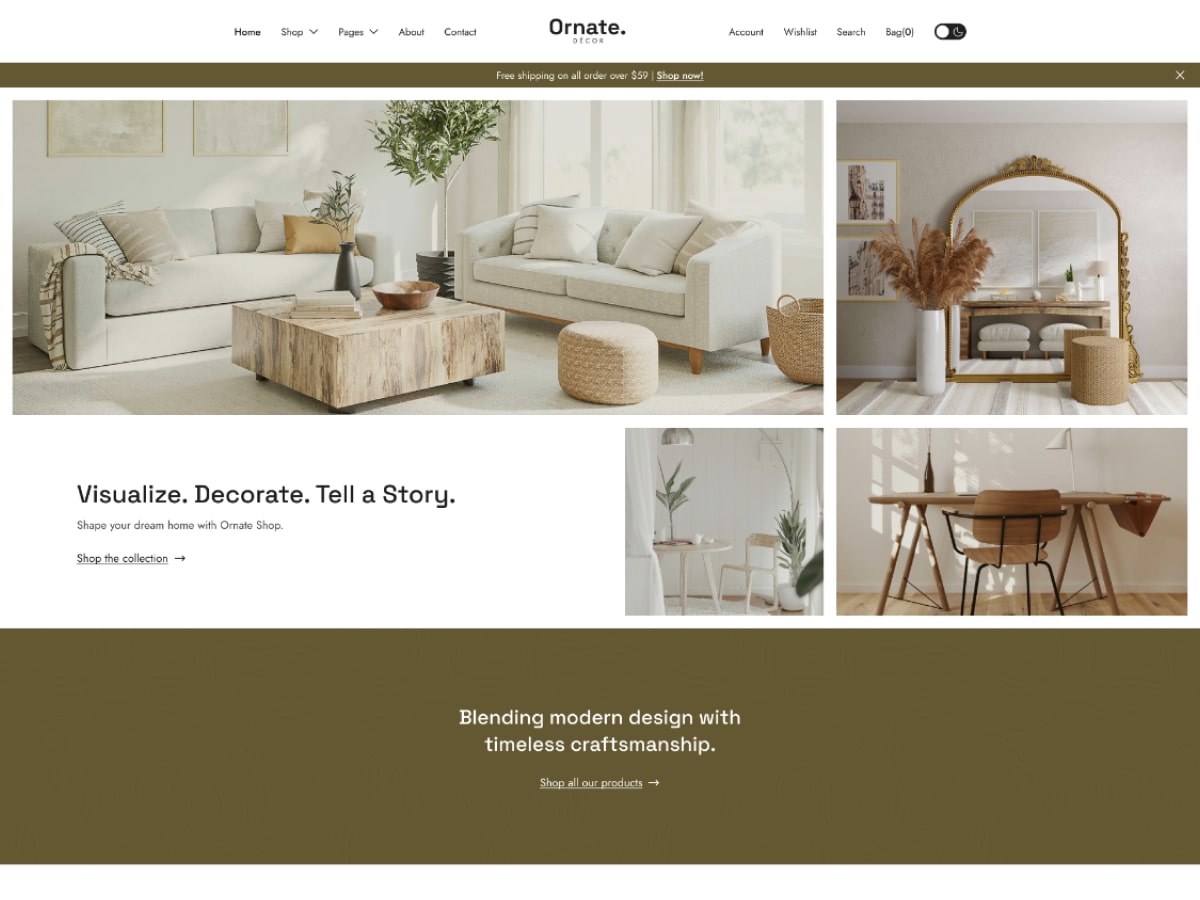 Home Shop Pages About Contact
Ornate.
DÉCOR
Account Wishlist Search Bag(0)
Free shipping on all order over $59 | Shop now!
Visualize. Decorate. Tell a Story.
Shape your dream home with Ornate Shop.
Shop the collection →
Blending modern design with
timeless craftsmanship.
Shop all our products →